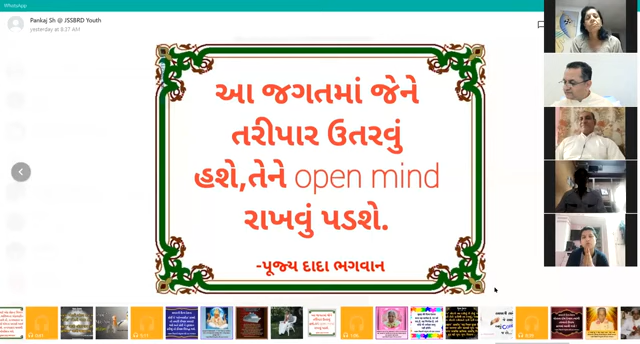 WhatsApp
Pankaj Sh @ JSSBRD Youth
yesterday at 8:27 AM
આ જગતમાં જેને
તરીપાર ઉતરવું
હશે,તેને open mind
રાખવું પડશે.
-પૂજ્ય દાદા ભગવાન